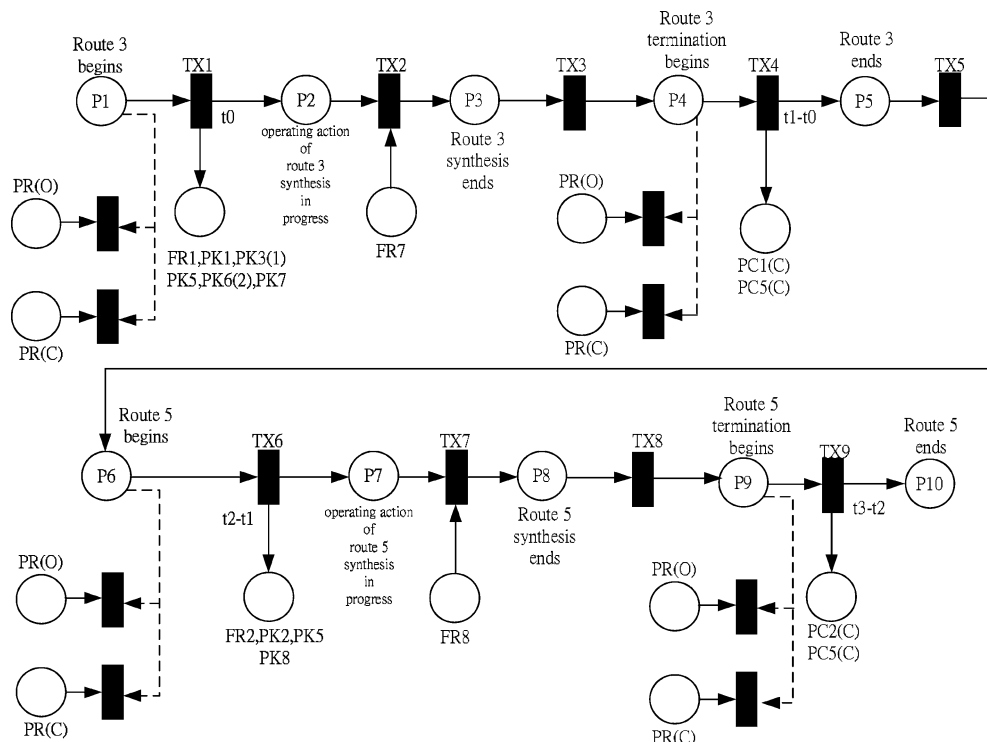 Route 3
begins
TX1
P1
t0
P2
operating action
of
route 3
synthesis
in
progress
TX2
P3
Route 3
synthesis
ends
TX3
Route 3
termination
begins
P4
TX4
t1-t0
Route 3
ends
P5
TX5
PR(O)
PR(C)
FR1,PK1,PK3(1)
PK5,PK6(2),PK7
FR7
PR(O)
PR(C)
PC1(C)
PC5(C)
Route 5
begins
P6
TX6
t2-t1
P7
operating action
of
route 5
synthesis
in
progress
TX7
P8
Route 5
synthesis
ends
TX8
Route 5
termination
begins
P9
TX9
t3-t2
Route 5
ends
P10
PR(O)
PR(C)
FR2,PK2,PK5
PK8
FR8
PR(O)
PR(C)
PC2(C)
PC5(C)